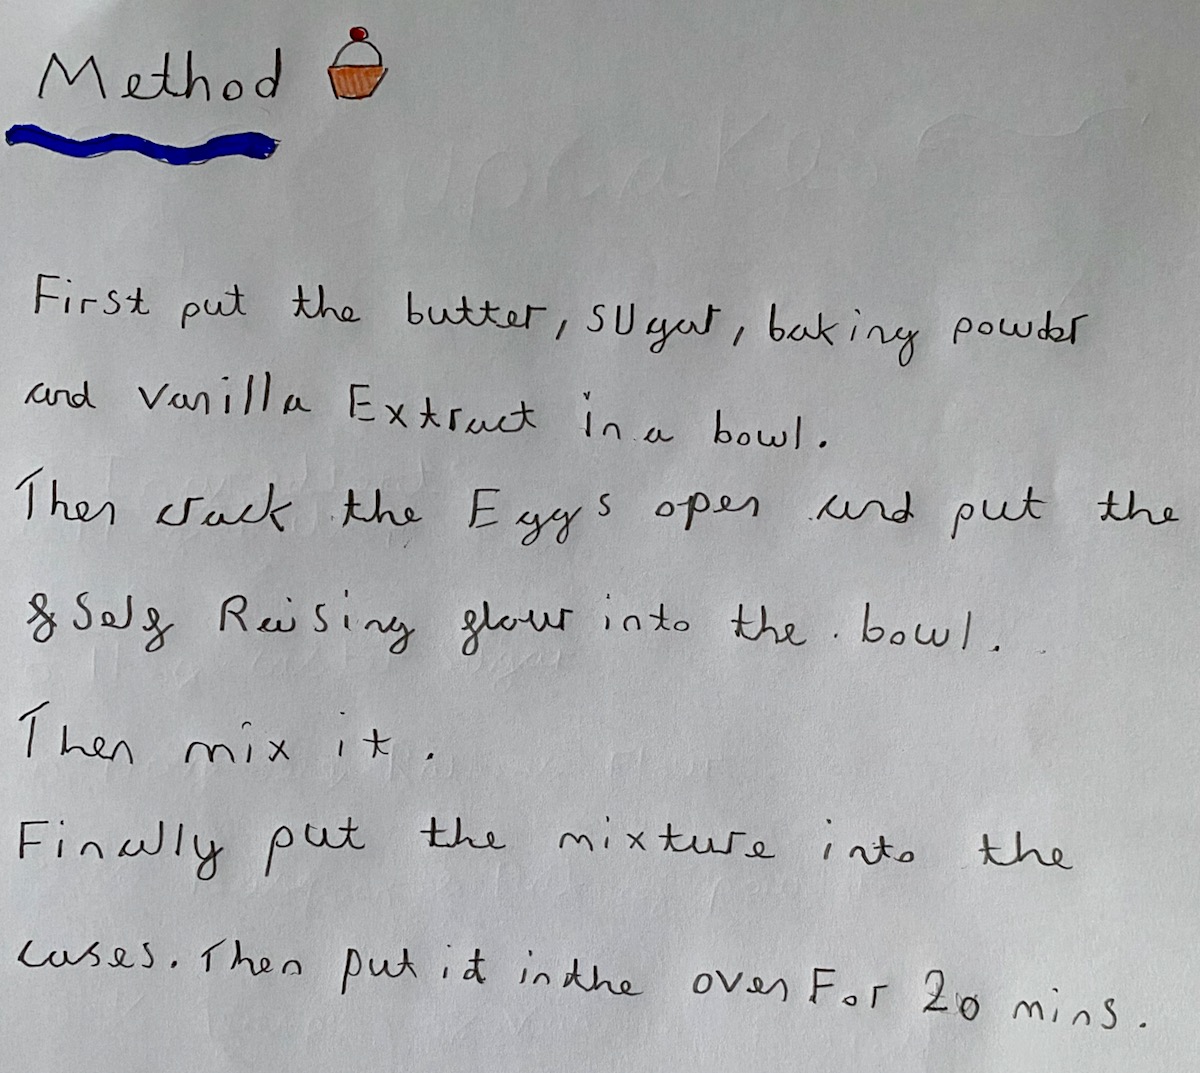 Method
First put the butter, sugar, baking powder
and vanilla Extract in a bowl.
Then crack the Eggs open and put the
& Self Raising flour into the bowl.
Then mix it.
Finally put the mixture into the
cases. Then put it in the oven For 20 mins.